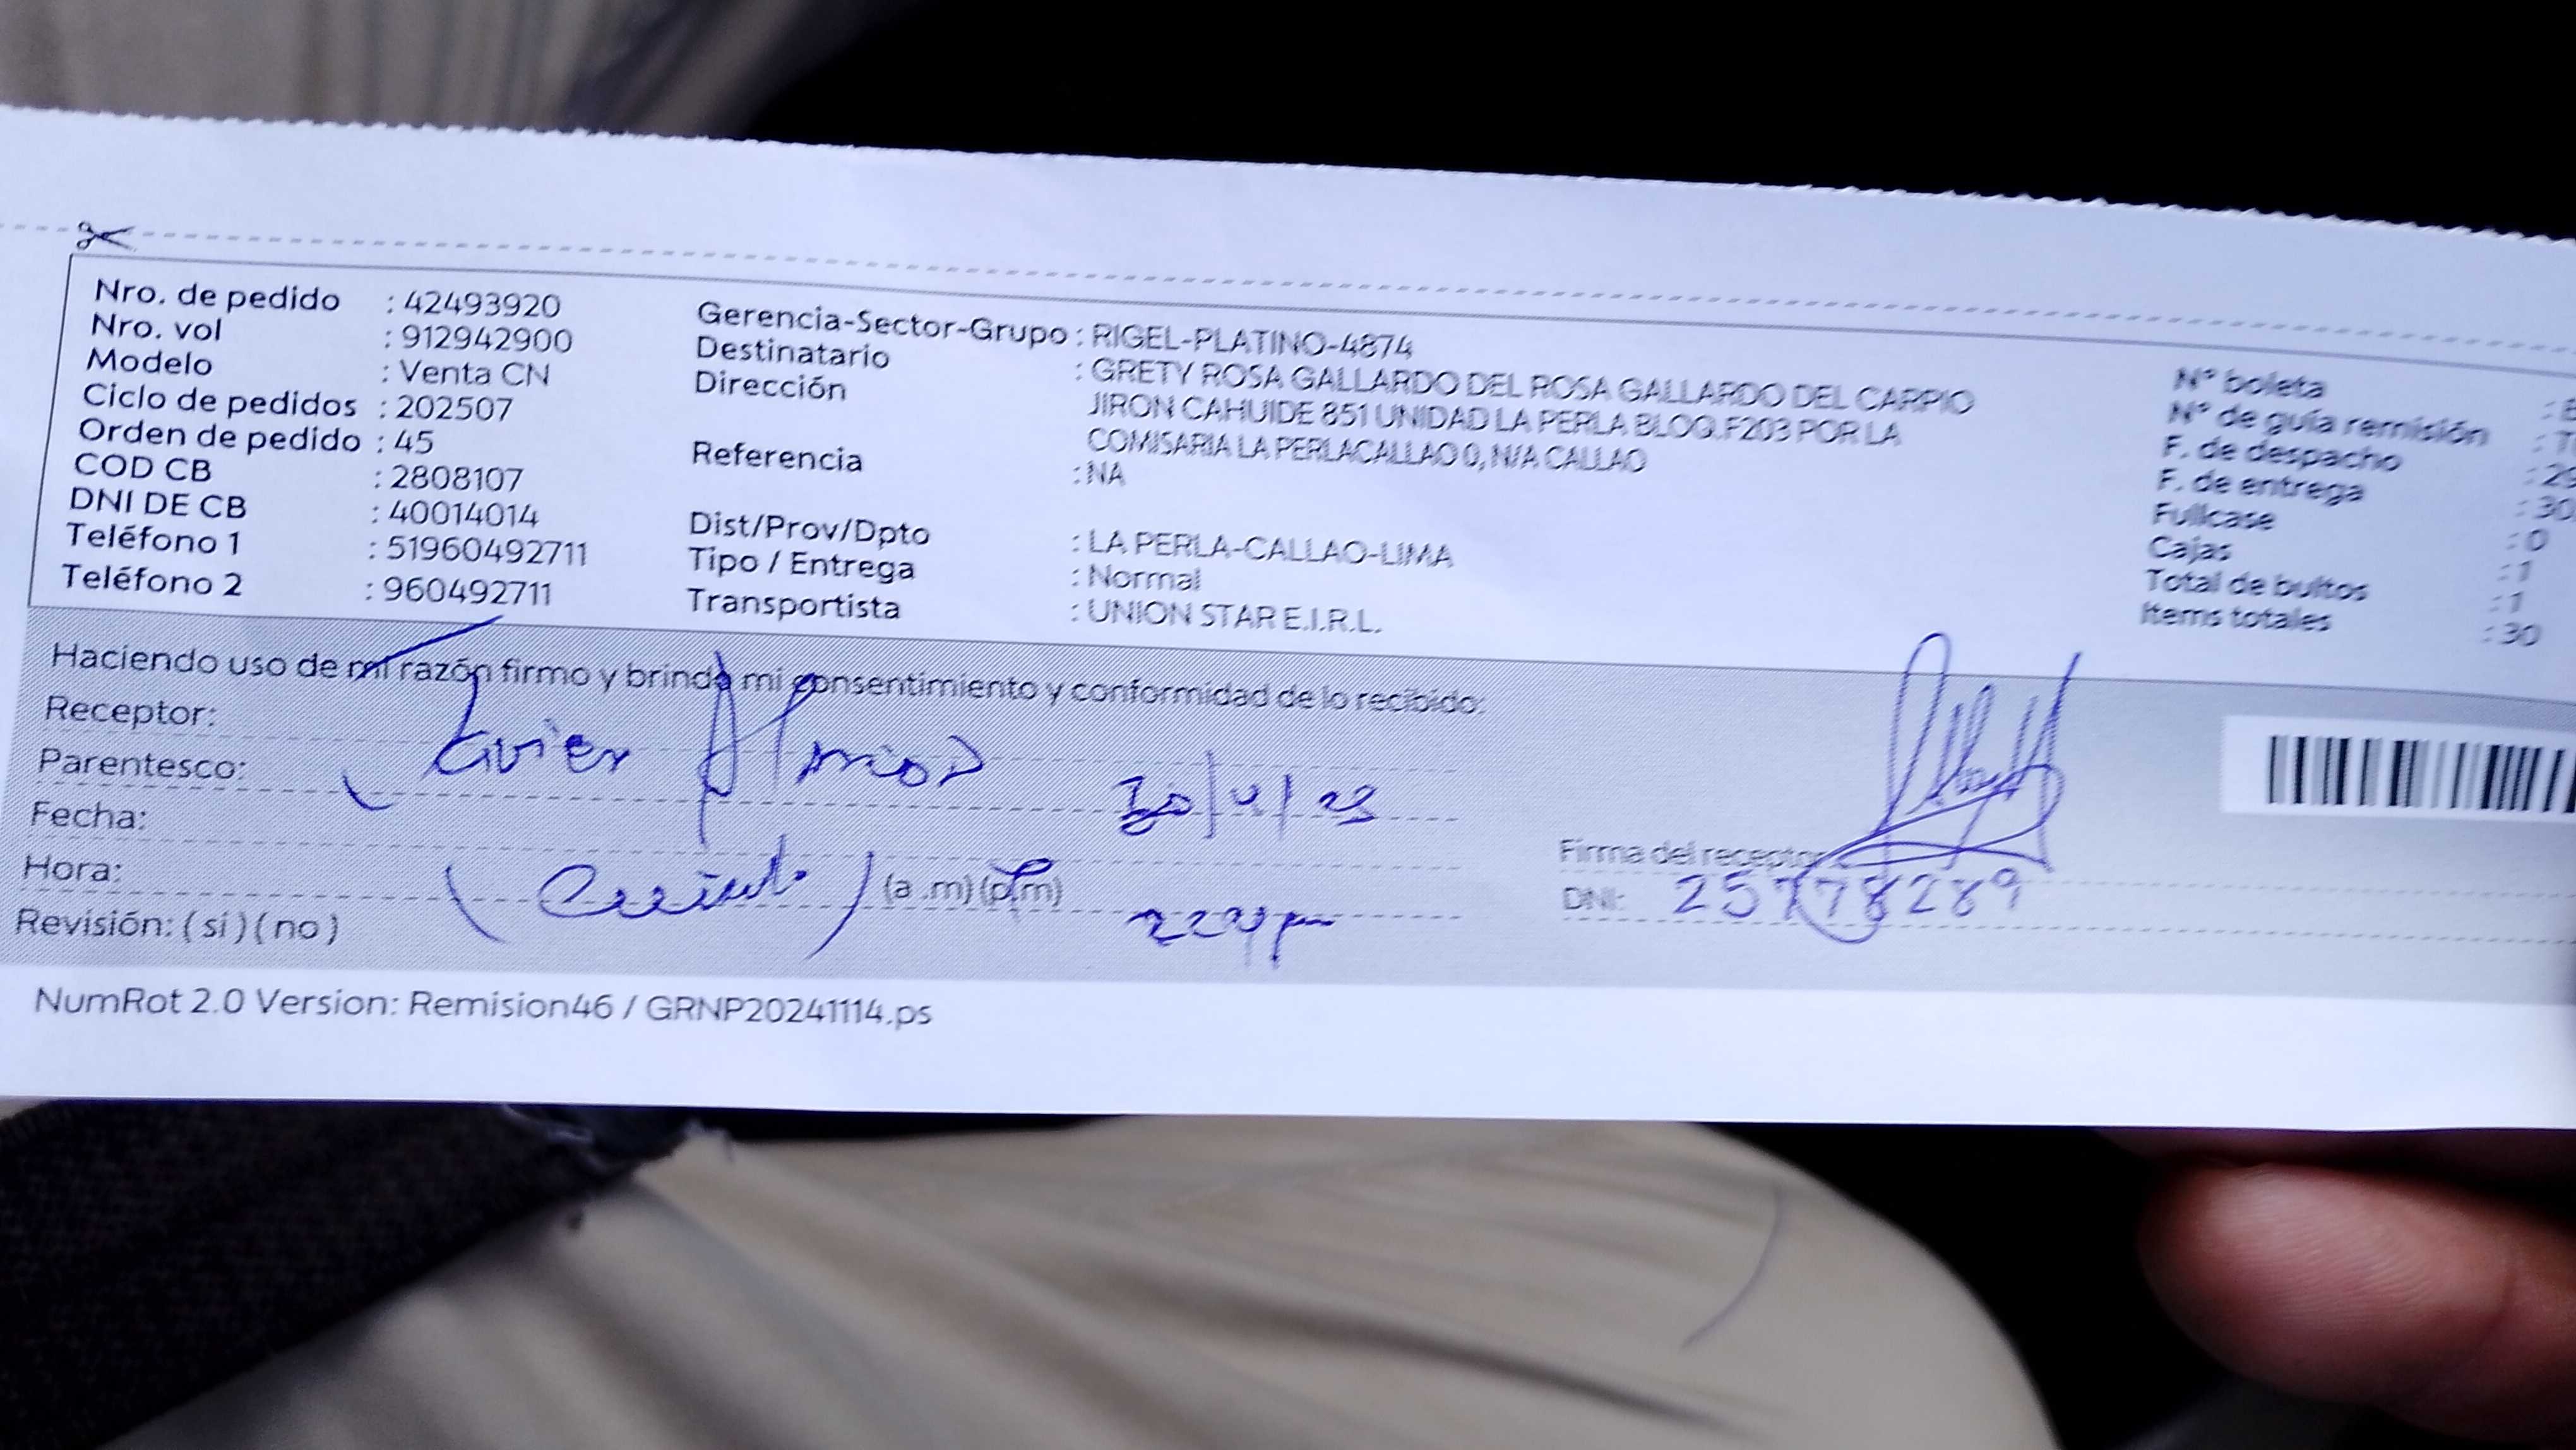 Nro. de pedido : 42493920
Nro. vol : 912942900
Modelo : Venta CN
Ciclo de pedidos : 202507
Orden de pedido : 45
COD CB : 2808107
DNI DE CB : 40014014
Teléfono 1 : 51960492711
Teléfono 2 : 960492711
Gerencia-Sector-Grupo : RIGEL-PLATINO-4874
Destinatario : GRETY ROSA GALLARDO DEL ROSA GALLARDO DEL CARPIO
Dirección JIRON CAHUIDE 851 UNIDAD LA PERLA BLOQ.F203 POR LA
COMISARIA LA PERLACALLAO 0, N/A CALLAO
Referencia : NA
Dist/Prov/Dpto : LA PERLA-CALLAO-LIMA
Tipo / Entrega : Normal
Transportista : UNION STAR E.I.R.L.
N° boleta
N° de guía remisión
F. de despacho : 29
F. de entrega : 30
Fullcase : 0
Cajas : 1
Total de bultos : 1
Items totales : 30
Haciendo uso de mi razón firmo y brindo mi consentimiento y conformidad de lo recibido:
Receptor: Javier
Parentesco:
Fecha:
Hora: (a .m) (p.m)
Revisión: ( si ) ( no )
Firma del receptor
DNI: 25778289
NumRot 2.0 Version: Remision46 / GRNP20241114.ps